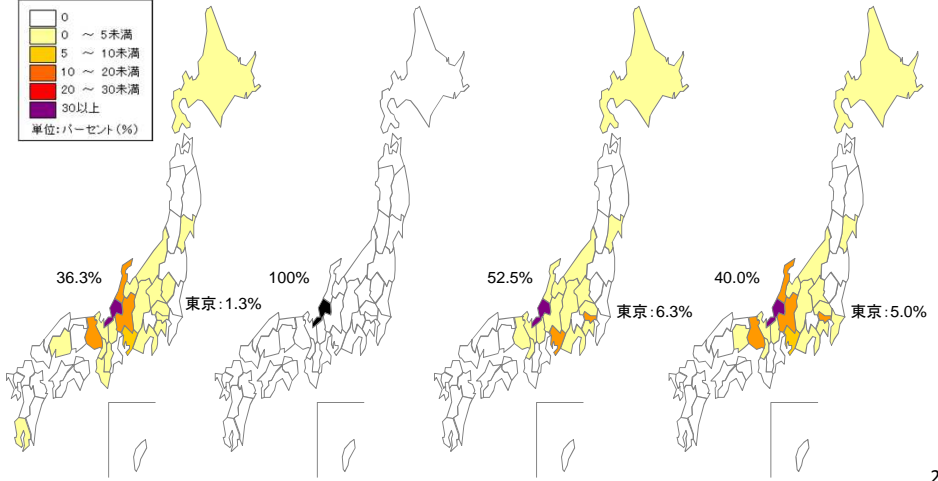 0
0 ～ 5未満
5 ～ 10未満
10 ～ 20未満
20 ～ 30未満
30以上
単位：パーセント（％）
36.3%
東京：1.3%
100%
52.5%
東京：6.3%
40.0%
東京：5.0%
2